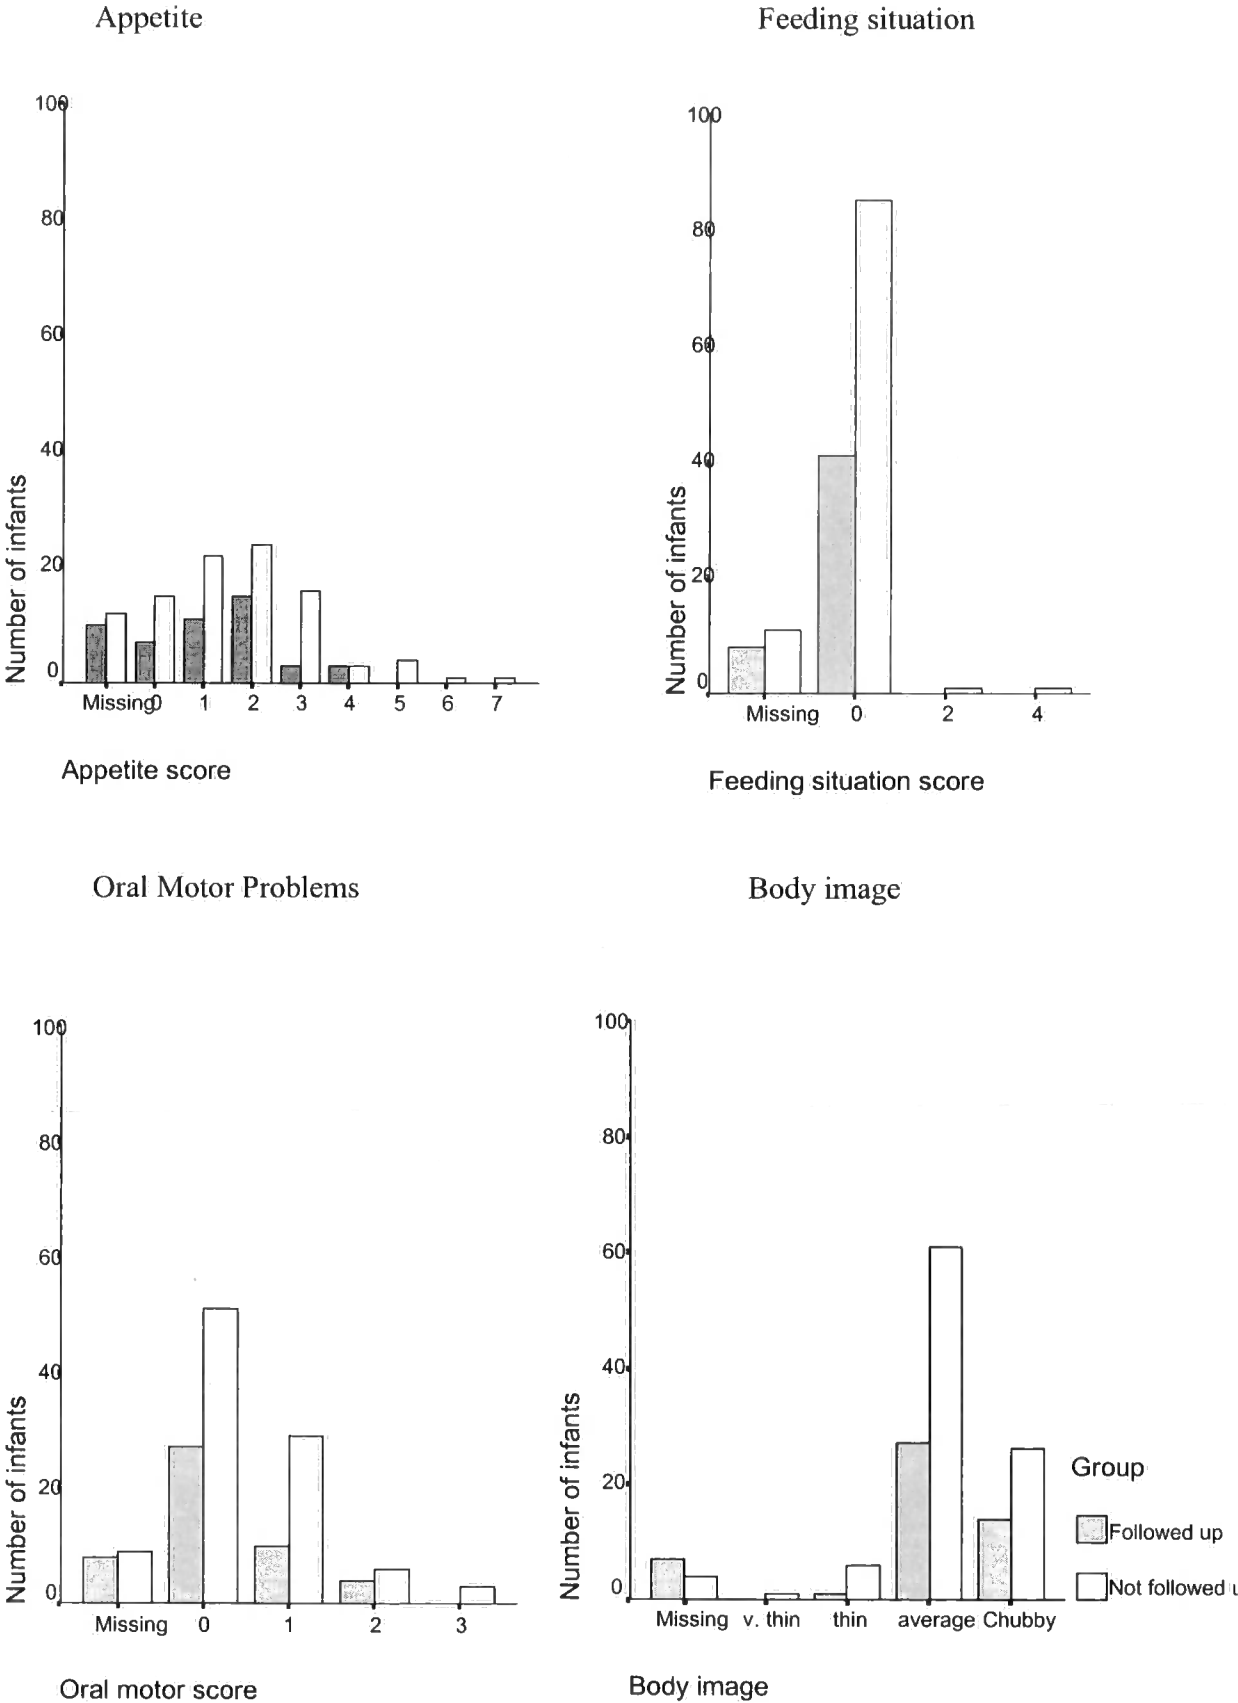 Appetite
Feeding situation
100
80
60
40
20
0
Number of infants
Missing 0 1 2 3 4 5 6 7
Appetite score
100
80
60
40
20
0
Number of infants
Missing 0 2 4
Feeding situation score
Oral Motor Problems
Body image
100
80
60
40
20
0
Number of infants
Missing 0 1 2 3
Oral motor score
100
80
60
40
20
0
Number of infants
Missing v. thin thin average Chubby
Body image
Group
Followed up
Not followed u